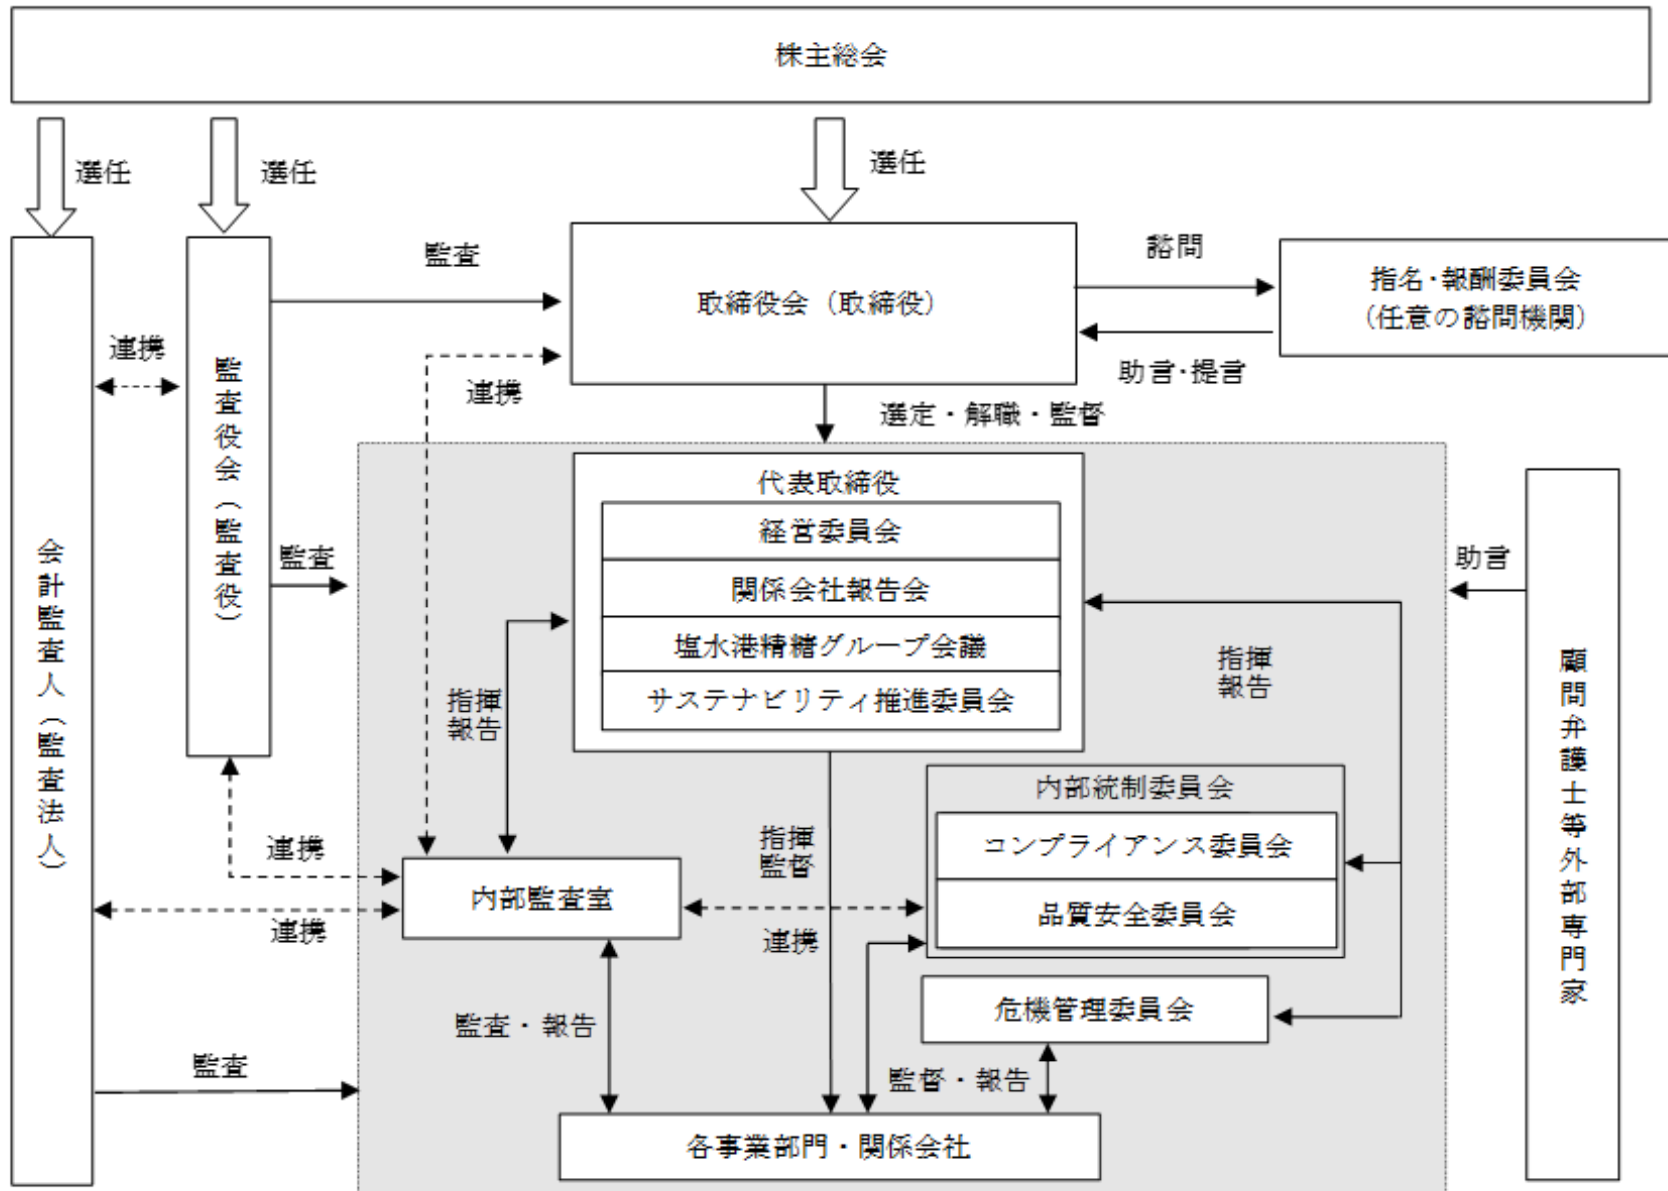 株主総会
選任
選任
選任
監査
諮問
指名・報酬委員会
（任意の諮問機関）
取締役会（取締役）
連携
連携
助言・提言
選定・解職・監督
監査役会（監査役）
会計監査人（監査法人）
代表取締役
経営委員会
関係会社報告会
塩水港精糖グループ会議
サステナビリティ推進委員会
監査
助言
顧問弁護士等外部専門家
指揮
報告
指揮
報告
内部統制委員会
コンプライアンス委員会
品質安全委員会
指揮
監督
連携
内部監査室
連携
連携
危機管理委員会
監査・報告
監査
監督・報告
各事業部門・関係会社